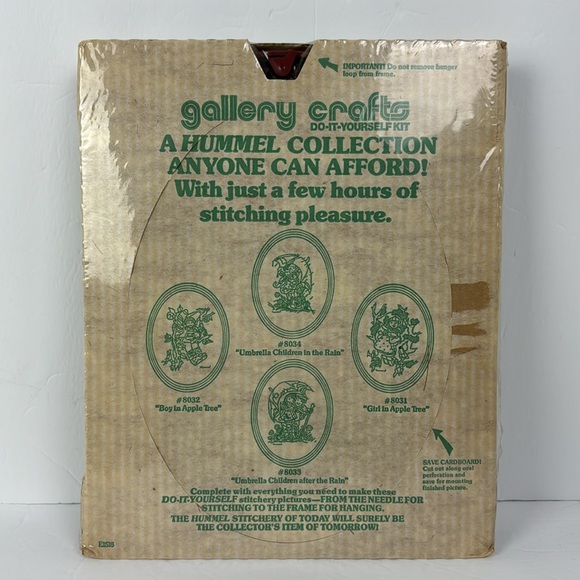 IMPORTANT! Do not remove hanger
loop from frame.
gallery crafts
DO-IT-YOURSELF KIT
A HUMMEL COLLECTION
ANYONE CAN AFFORD!
With just a few hours of
stitching pleasure.
#8034
"Umbrella Children in the Rain"
#8032
"Boy in Apple Tree"
#8031
"Girl in Apple Tree"
#8033
"Umbrella Children after the Rain"
SAVE CARDBOARD!
Cut out along oval
perforation and
save for mounting
finished picture.
Complete with everything you need to make these
DO-IT-YOURSELF stitchery pictures—FROM THE NEEDLE FOR
STITCHING TO THE FRAME FOR HANGING.
THE HUMMEL STITCHERY OF TODAY WILL SURELY BE
THE COLLECTOR'S ITEM OF TOMORROW!